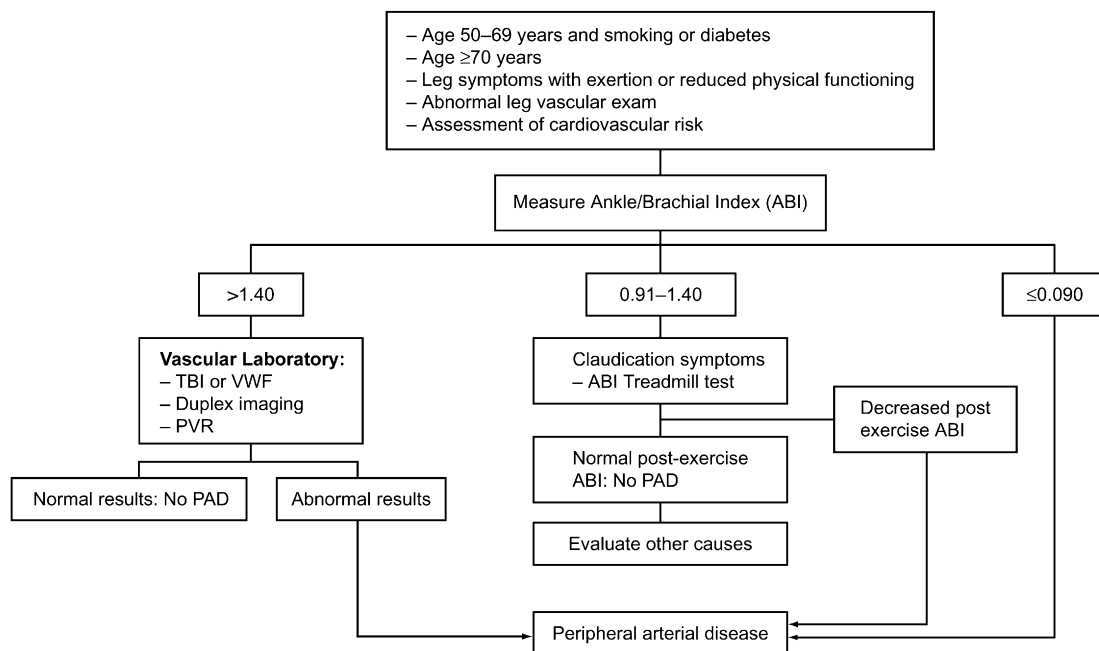 – Age 50–69 years and smoking or diabetes
– Age ≥70 years
– Leg symptoms with exertion or reduced physical functioning
– Abnormal leg vascular exam
– Assessment of cardiovascular risk
Measure Ankle/Brachial Index (ABI)
>1.40
0.91–1.40
≤0.090
Vascular Laboratory:
– TBI or VWF
– Duplex imaging
– PVR
Claudication symptoms
– ABI Treadmill test
Decreased post
exercise ABI
Normal results: No PAD
Abnormal results
Normal post-exercise
ABI: No PAD
Evaluate other causes
Peripheral arterial disease